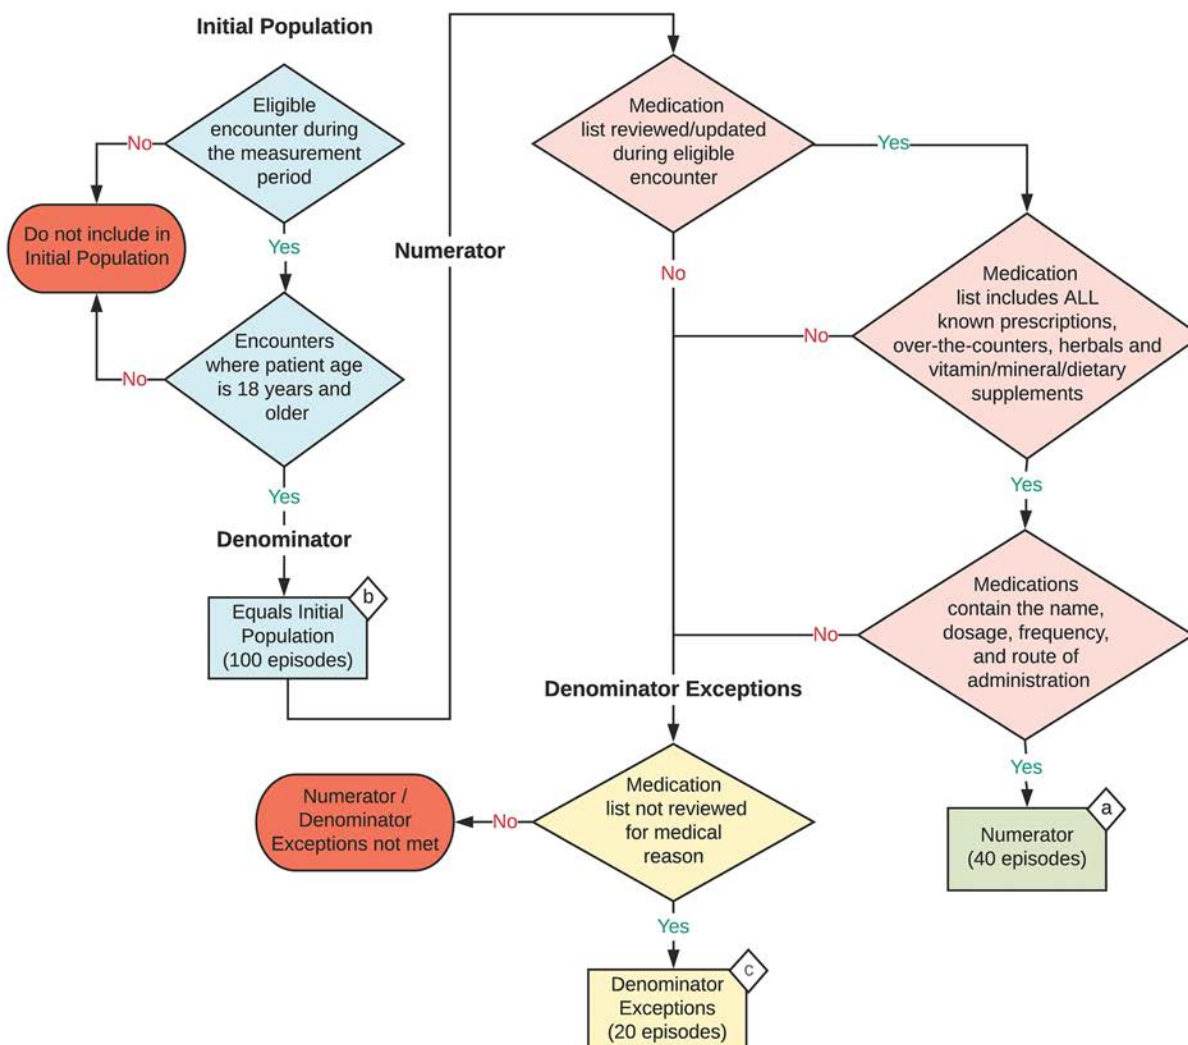 Initial Population
Eligible
encounter during
the measurement
period
No
Yes
Do not include in
Initial Population
Encounters
where patient age
is 18 years and
older
No
Yes
Denominator
b
Equals Initial
Population
(100 episodes)
Numerator
Medication
list reviewed/updated
during eligible
encounter
Yes
No
Medication
list includes ALL
known prescriptions,
over-the-counters, herbals and
vitamin/mineral/dietary
supplements
No
Yes
Medications
contain the name,
dosage, frequency,
and route of
administration
No
Yes
a
Numerator
(40 episodes)
Denominator Exceptions
Medication
list not reviewed
for medical
reason
No
Numerator /
Denominator
Exceptions not met
Yes
c
Denominator
Exceptions
(20 episodes)